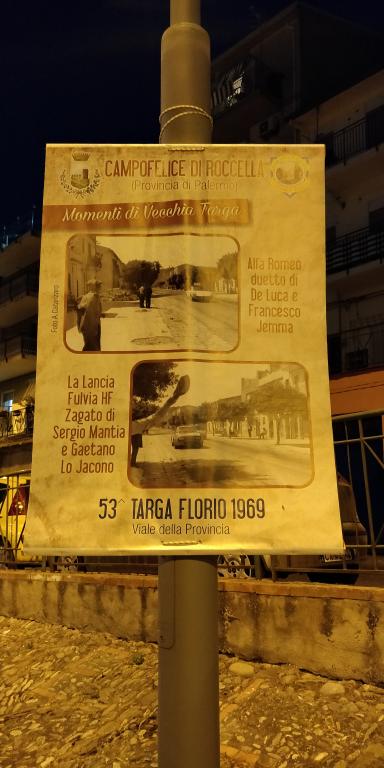 CAMPOFELICE DI ROCCELLA
(Provincia di Palermo)
Momenti di Vecchia Targa
Alfa Romeo
duetto di
De Luca e
Francesco
Jemma
La Lancia
Fulvia HF
Zagato di
Sergio Mantia
e Gaetano
Lo Jacono
53^ TARGA FLORIO 1969
Viale della Provincia